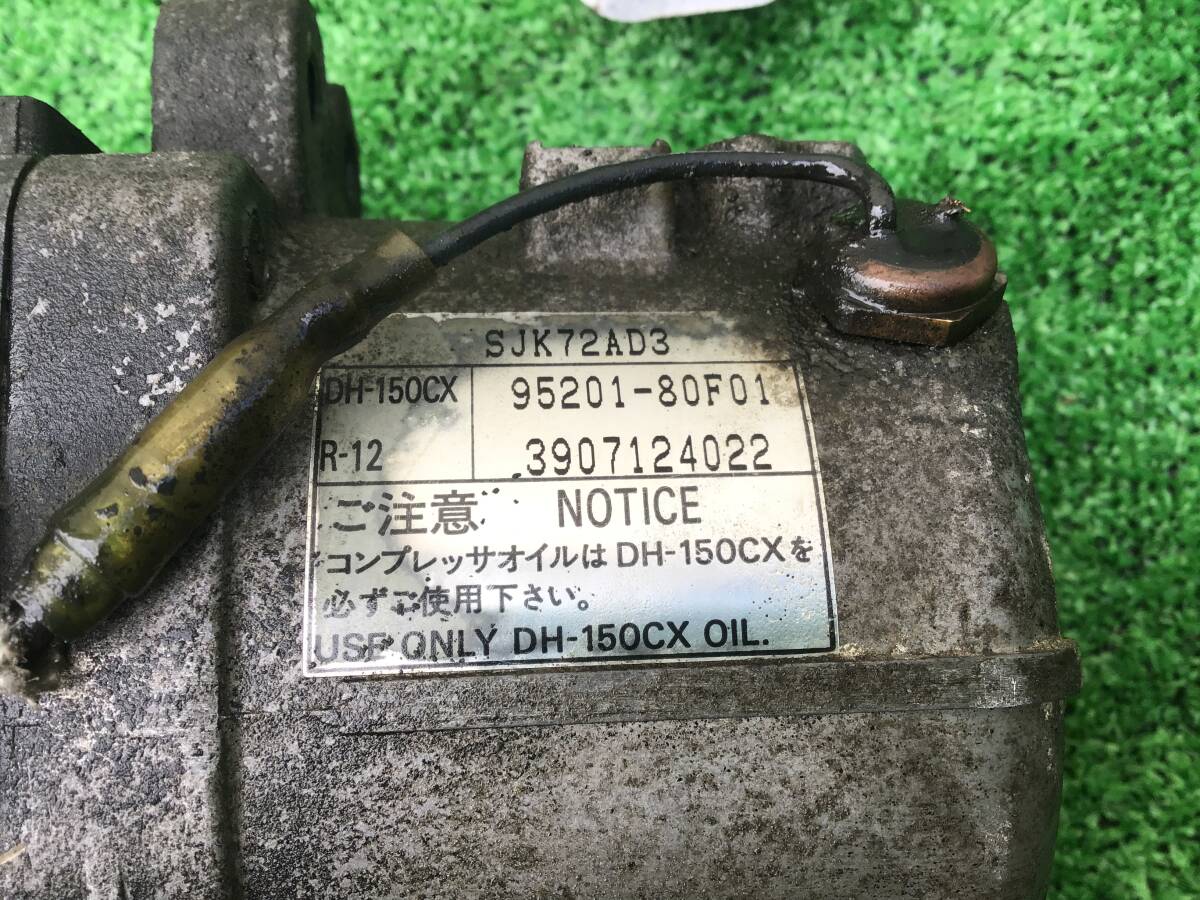 SJK72AD3
DH-150CX 95201-80F01
R-12 3907124022
ご注意 NOTICE
コンプレッサオイルはDH-150CXを
必ずご使用下さい。
USE ONLY DH-150CX OIL.